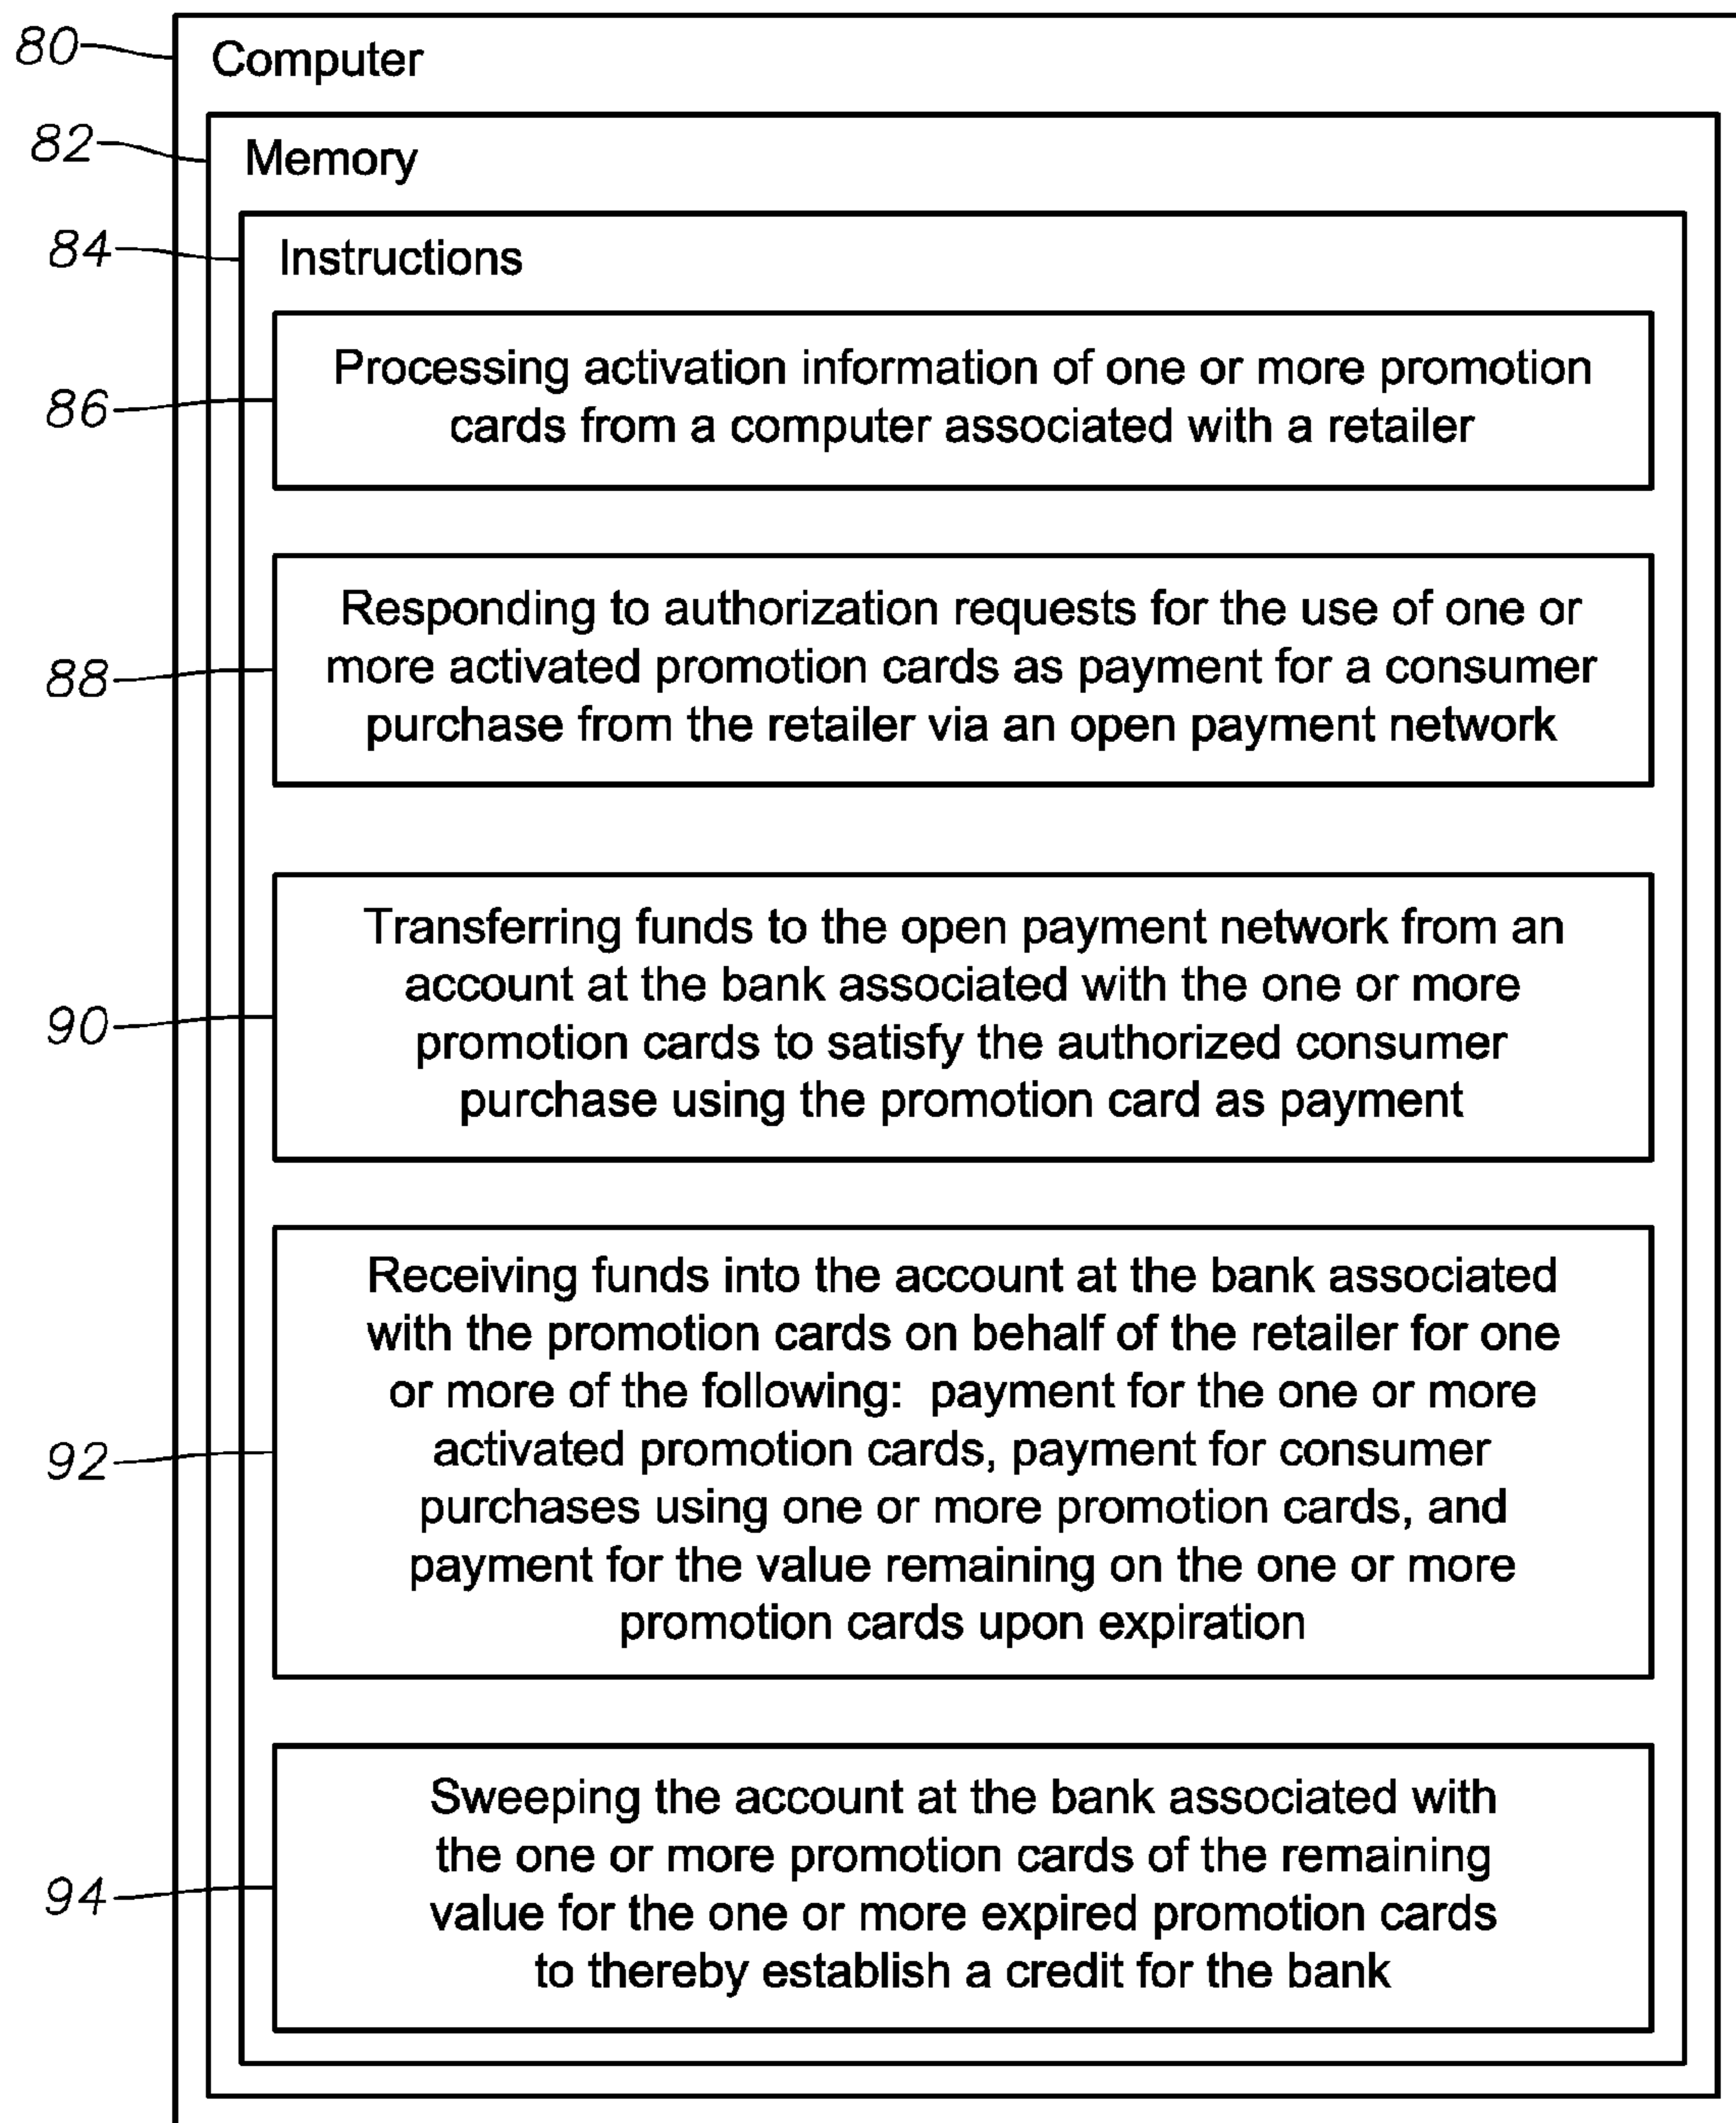 80
Computer
82
Memory
84
Instructions
86
Processing activation information of one or more promotion
cards from a computer associated with a retailer
88
Responding to authorization requests for the use of one or
more activated promotion cards as payment for a consumer
purchase from the retailer via an open payment network
90
Transferring funds to the open payment network from an
account at the bank associated with the one or more
promotion cards to satisfy the authorized consumer
purchase using the promotion card as payment
92
Receiving funds into the account at the bank associated
with the promotion cards on behalf of the retailer for one
or more of the following: payment for the one or more
activated promotion cards, payment for consumer
purchases using one or more promotion cards, and
payment for the value remaining on the one or more
promotion cards upon expiration
94
Sweeping the account at the bank associated with
the one or more promotion cards of the remaining
value for the one or more expired promotion cards
to thereby establish a credit for the bank